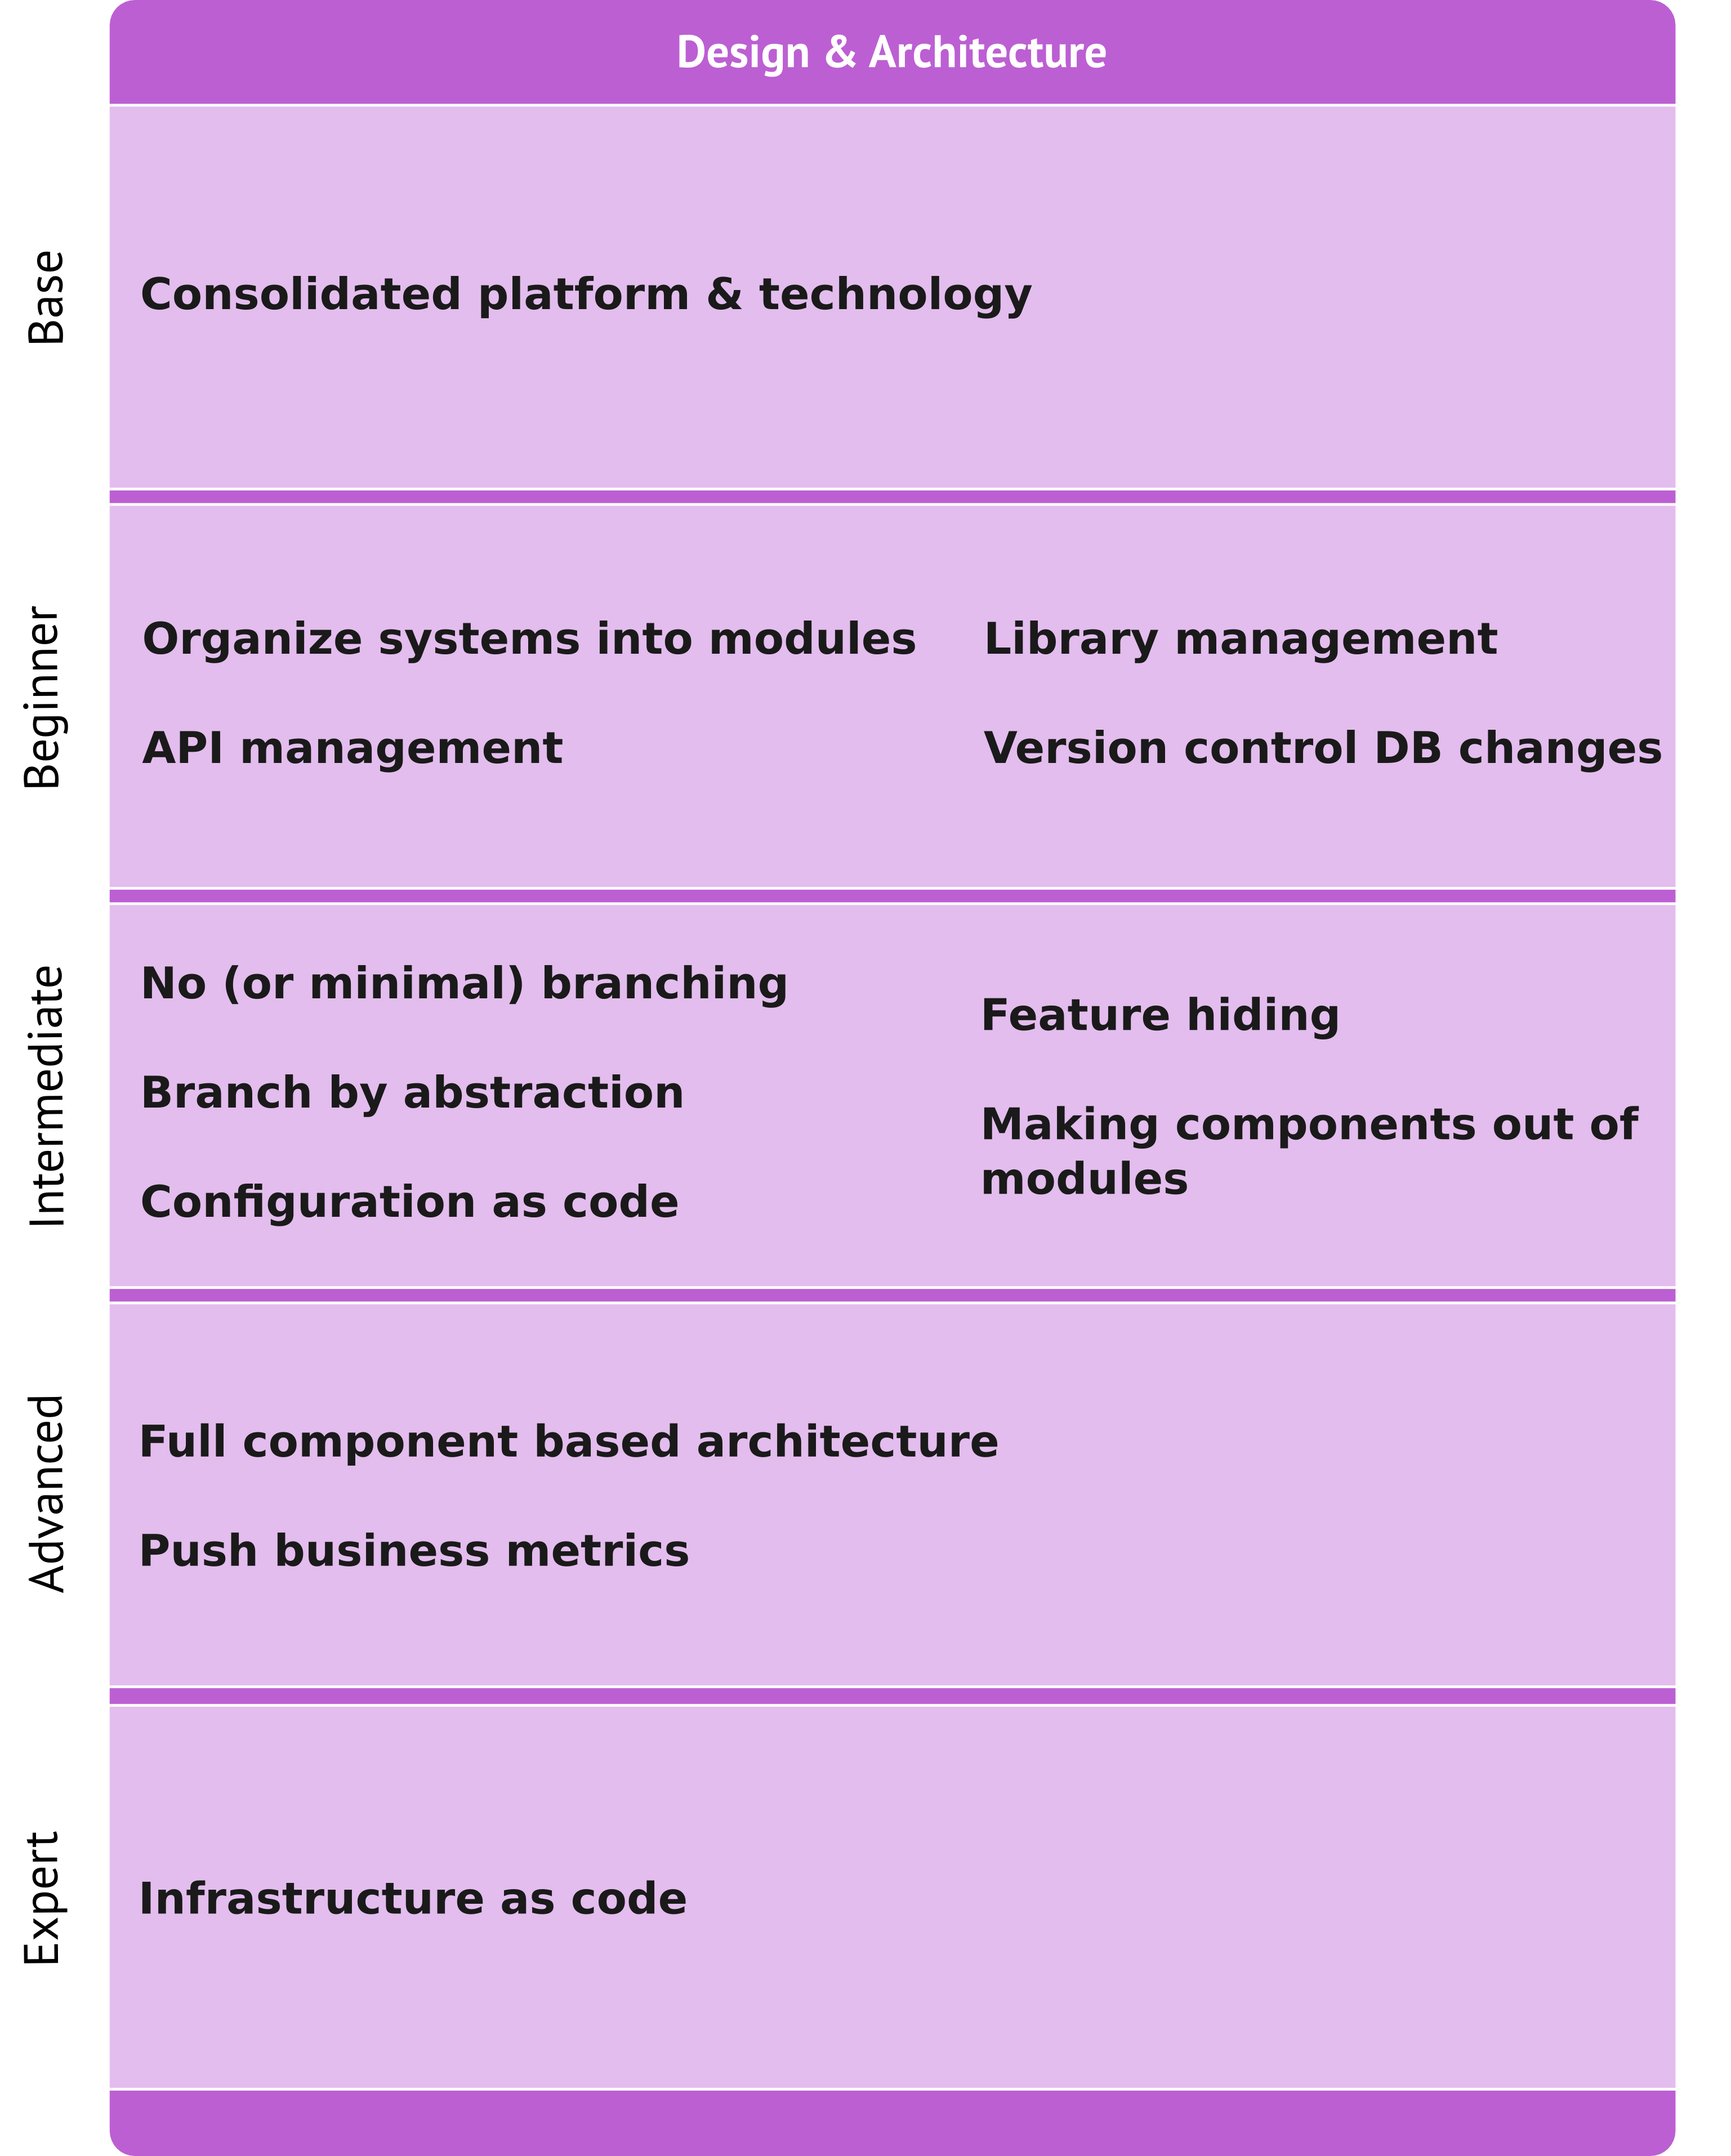 Design & Architecture
Base
Consolidated platform & technology
Beginner
Organize systems into modules
API management
Library management
Version control DB changes
Intermediate
No (or minimal) branching
Branch by abstraction
Configuration as code
Feature hiding
Making components out of
modules
Advanced
Full component based architecture
Push business metrics
Expert
Infrastructure as code